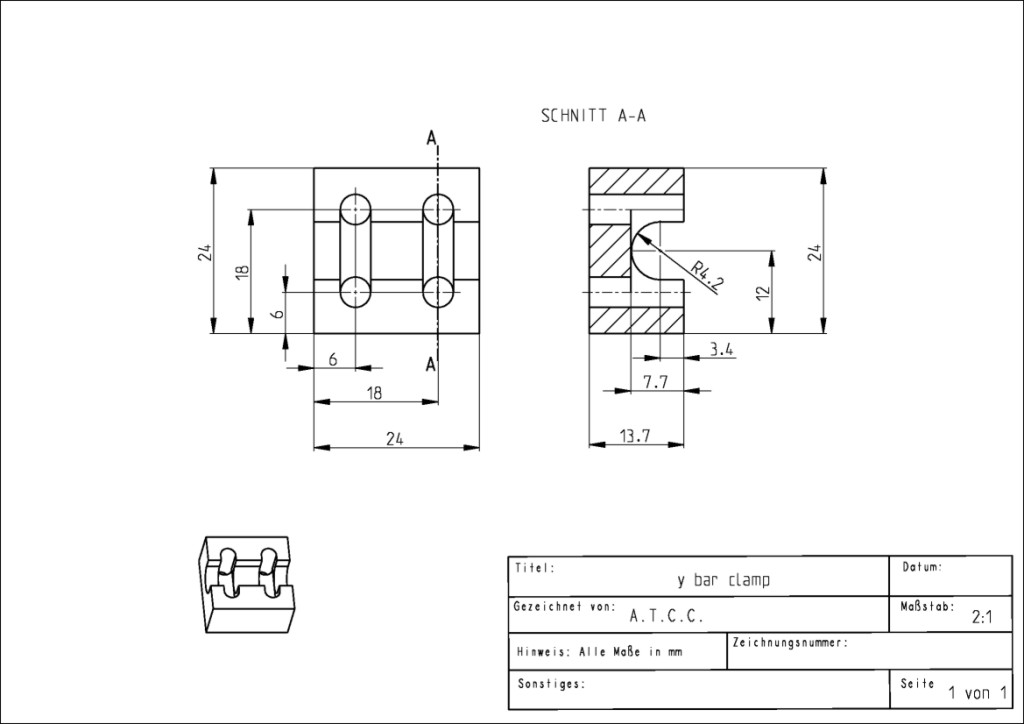 SCHNITT A-A
A
24
18
6
A
6
18
24
R4.2
12
24
3.4
7.7
13.7
Titel:
y bar clamp
Datum:
Gezeichnet von:
A.T.C.C.
Maßstab:
2:1
Hinweis: Alle Maße in mm
Zeichnungsnummer:
Sonstiges:
Seite
1 von 1